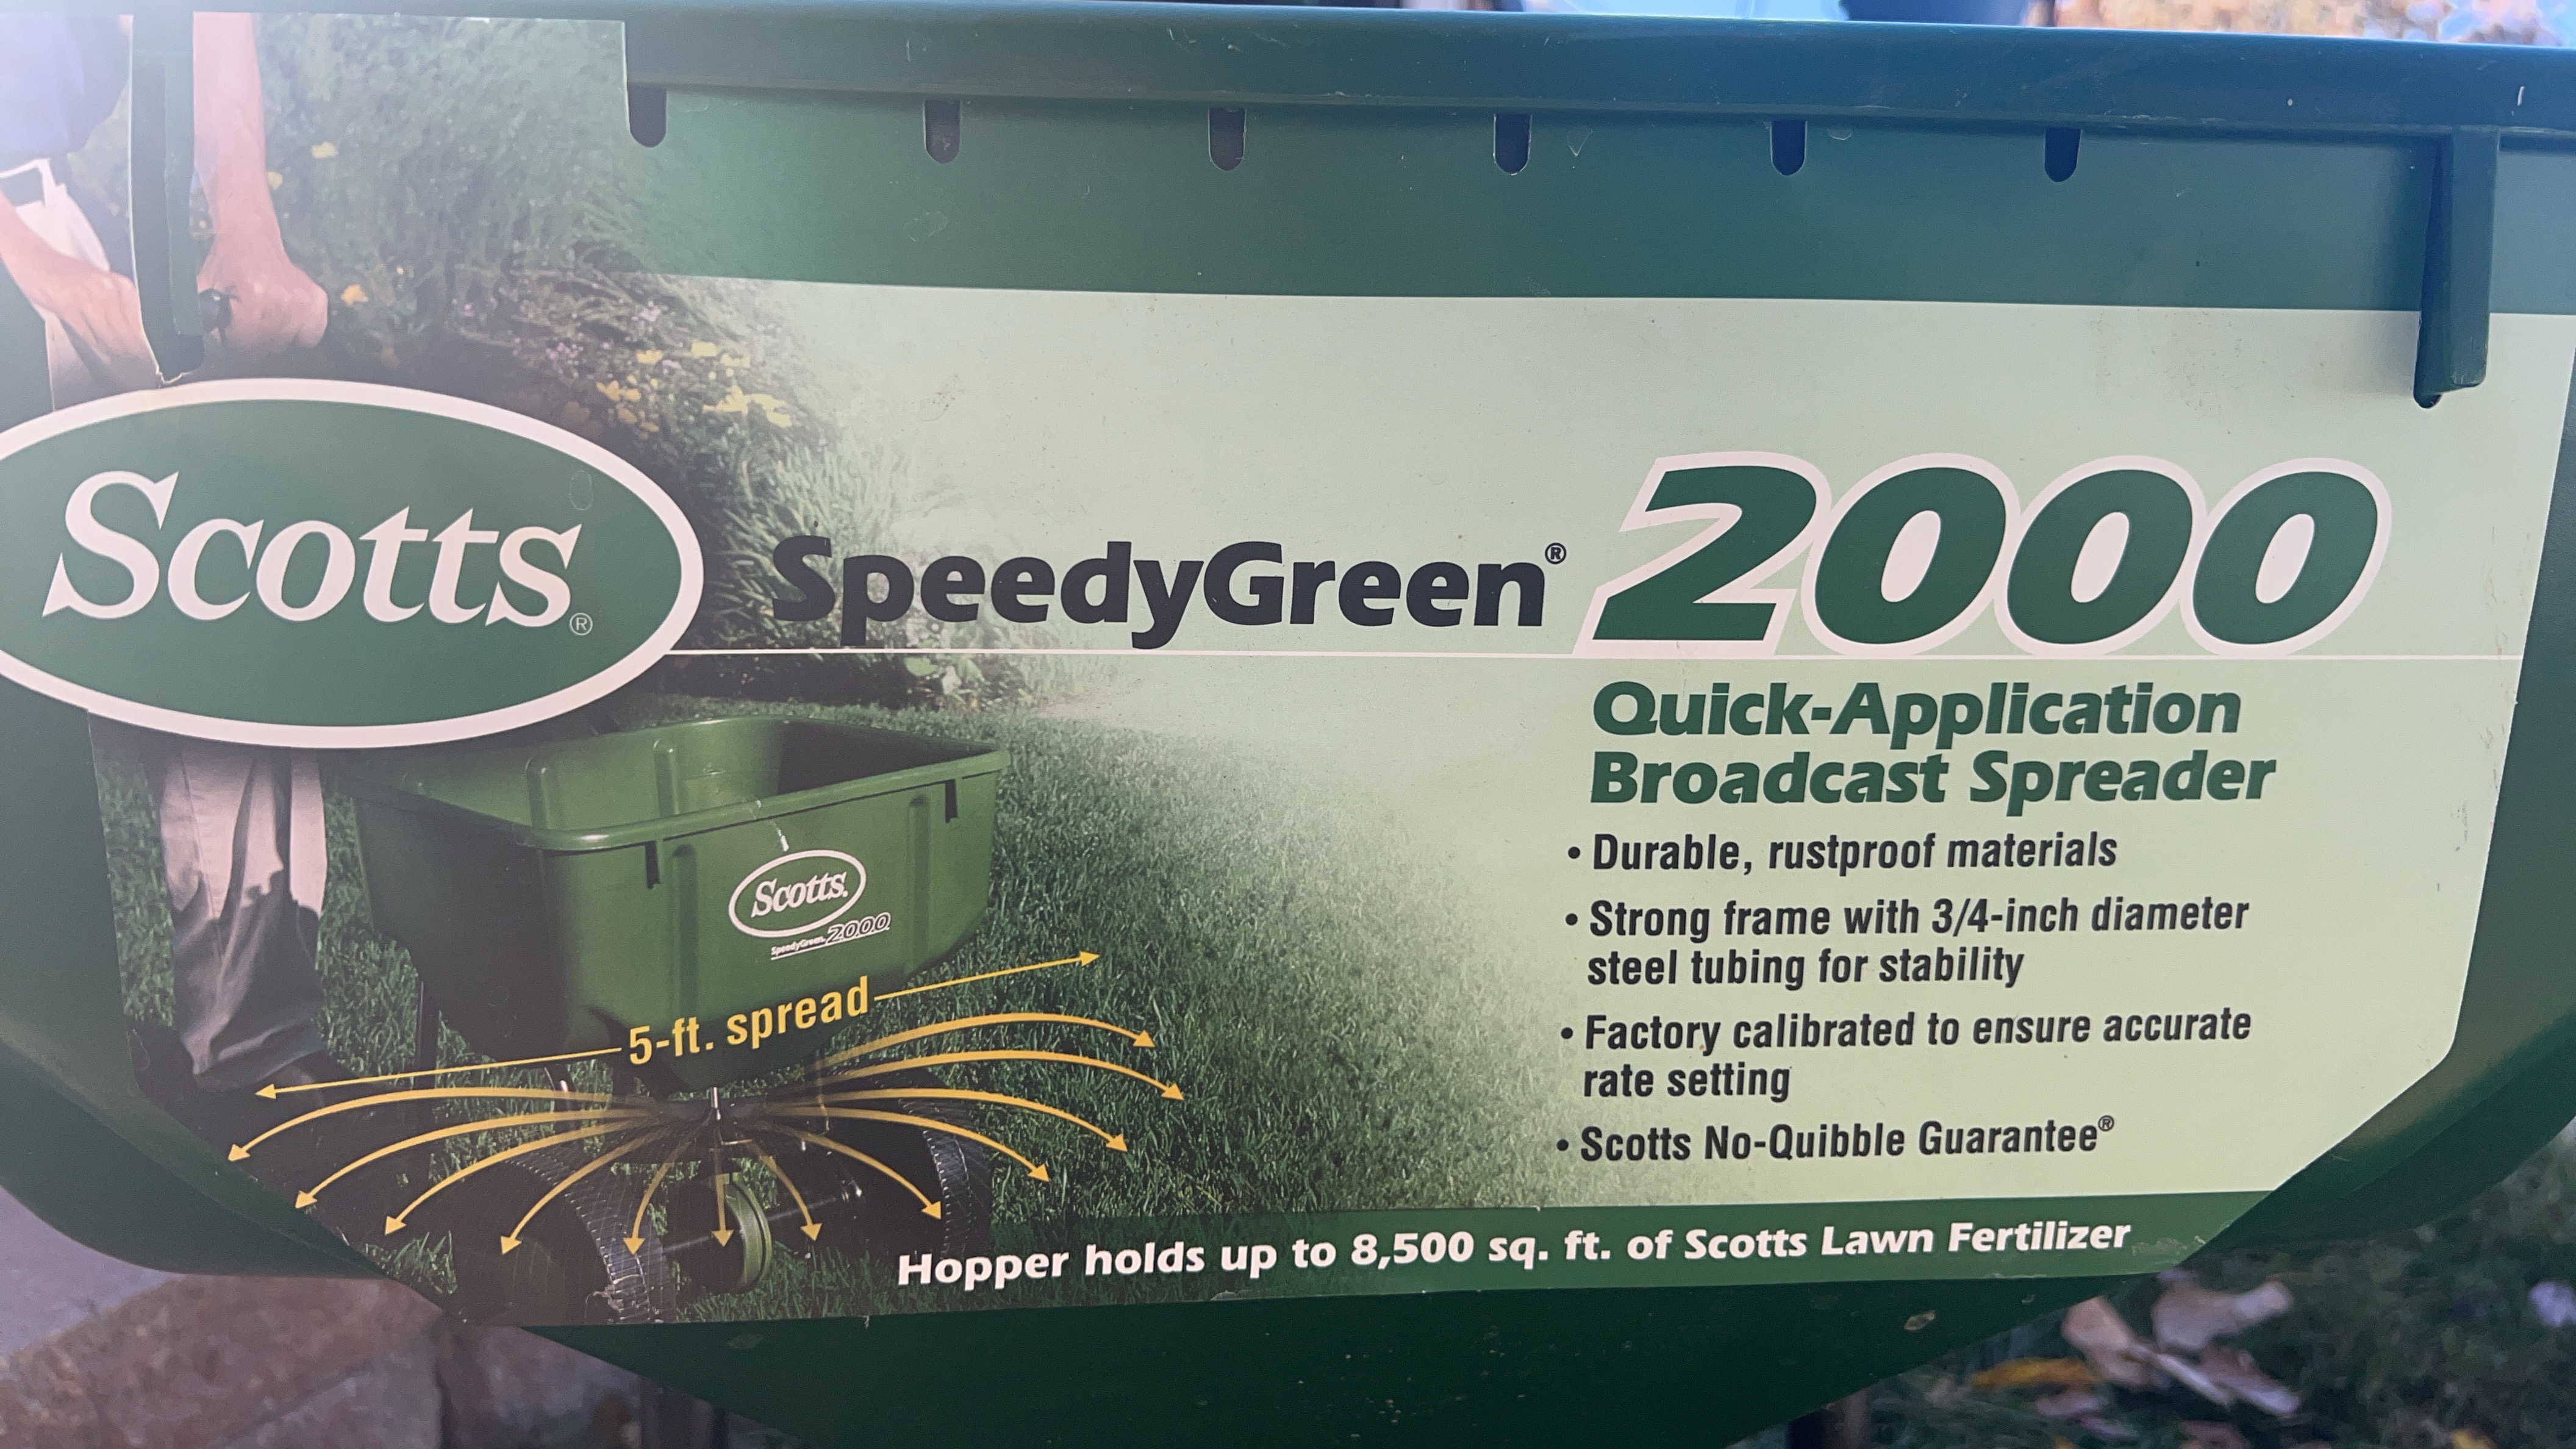 Scotts®
SpeedyGreen® 2000
Quick-Application
Broadcast Spreader
• Durable, rustproof materials
• Strong frame with 3/4-inch diameter
steel tubing for stability
• Factory calibrated to ensure accurate
rate setting
• Scotts No-Quibble Guarantee®
Scotts.
SpeedyGreen. 2000
5-ft. spread
Hopper holds up to 8,500 sq. ft. of Scotts Lawn Fertilizer